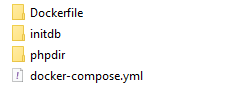 Dockerfile
initdb
phpdir
docker-compose.yml